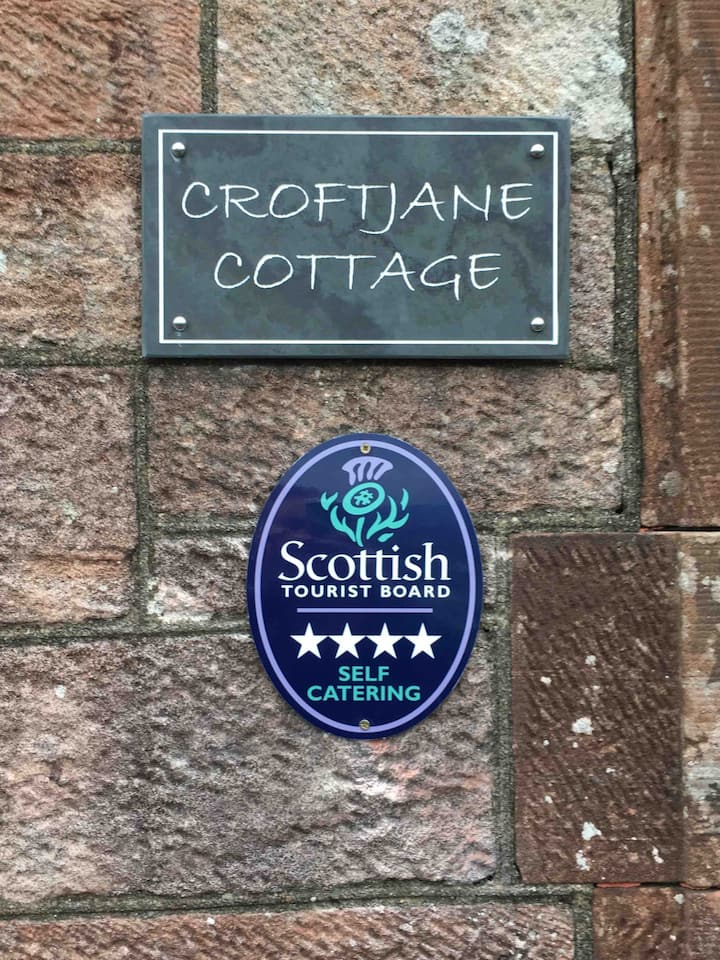 CROFTJANE
COTTAGE
Scottish
TOURIST BOARD
SELF
CATERING